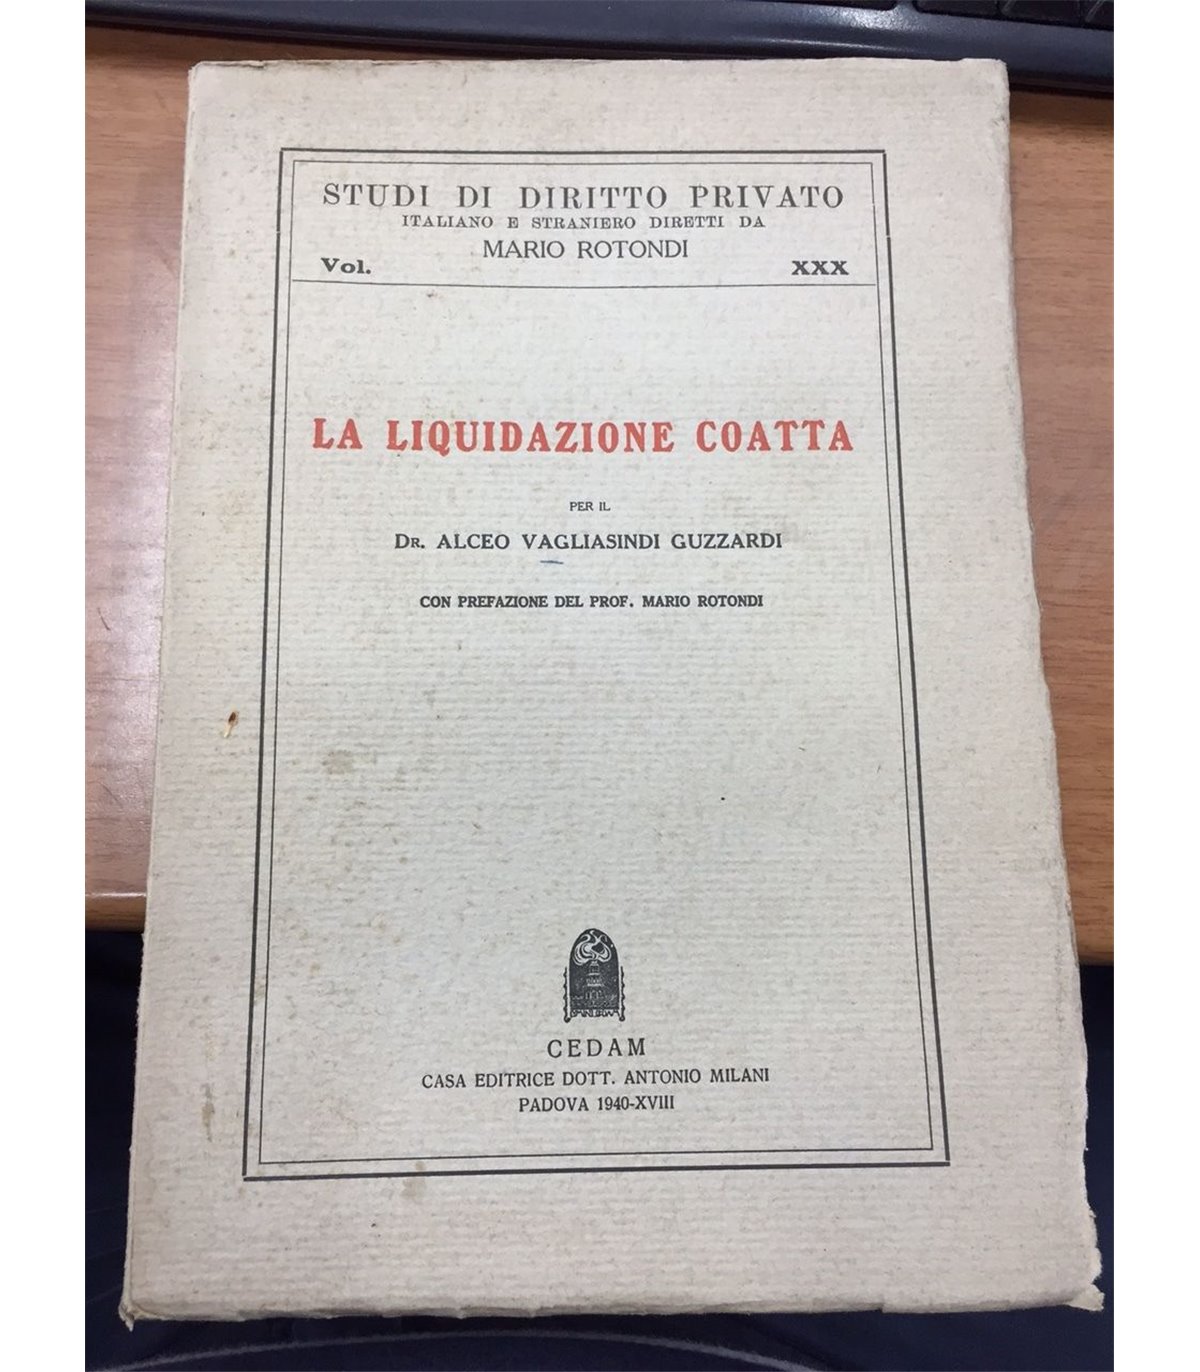 STUDI DI DIRITTO PRIVATO
ITALIANO E STRANIERO DIRETTI DA
MARIO ROTONDI
Vol. XXX
LA LIQUIDAZIONE COATTA
PER IL
DR. ALCEO VAGLIASINDI GUZZARDI
CON PREFAZIONE DEL PROF. MARIO ROTONDI
CEDAM
CASA EDITRICE DOTT. ANTONIO MILANI
PADOVA 1940-XVIII